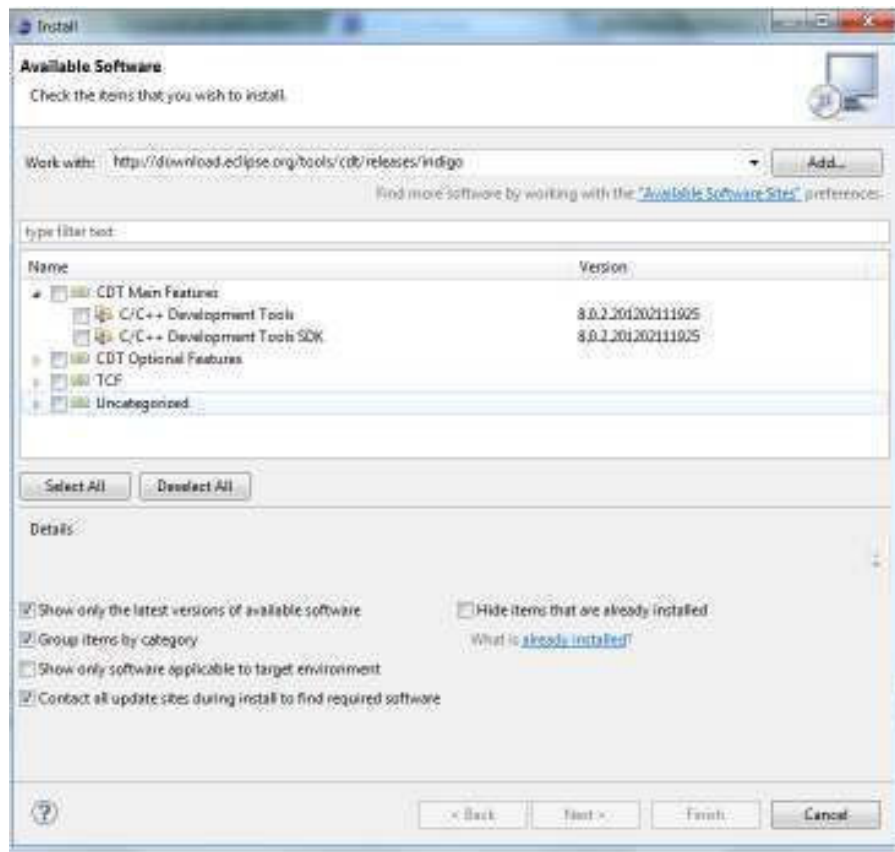 Install
Available Software
Check the items that you wish to install.
Work with: http://download.eclipse.org/tools/cdt/releases/indigo Add...
Find more software by working with the "Available Software Sites" preferences.
type filter text
Name Version
CDT Main Features
C/C++ Development Tools 8.0.2.201202111925
C/C++ Development Tools SDK 8.0.2.201202111925
CDT Optional Features
TCF
Uncategorized
Select All Deselect All
Details
Show only the latest versions of available software Hide items that are already installed
Group items by category What is already installed?
Show only software applicable to target environment
Contact all update sites during install to find required software
? < Back Next > Finish Cancel